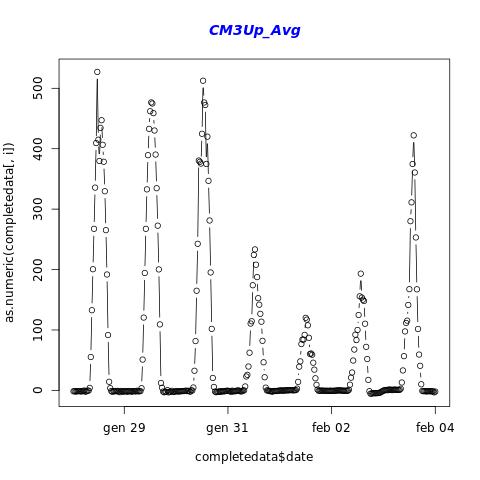 CM3Up_Avg
as.numeric(completedata[, i])
500
400
300
200
100
0
gen 29
gen 31
feb 02
feb 04
completedata$date